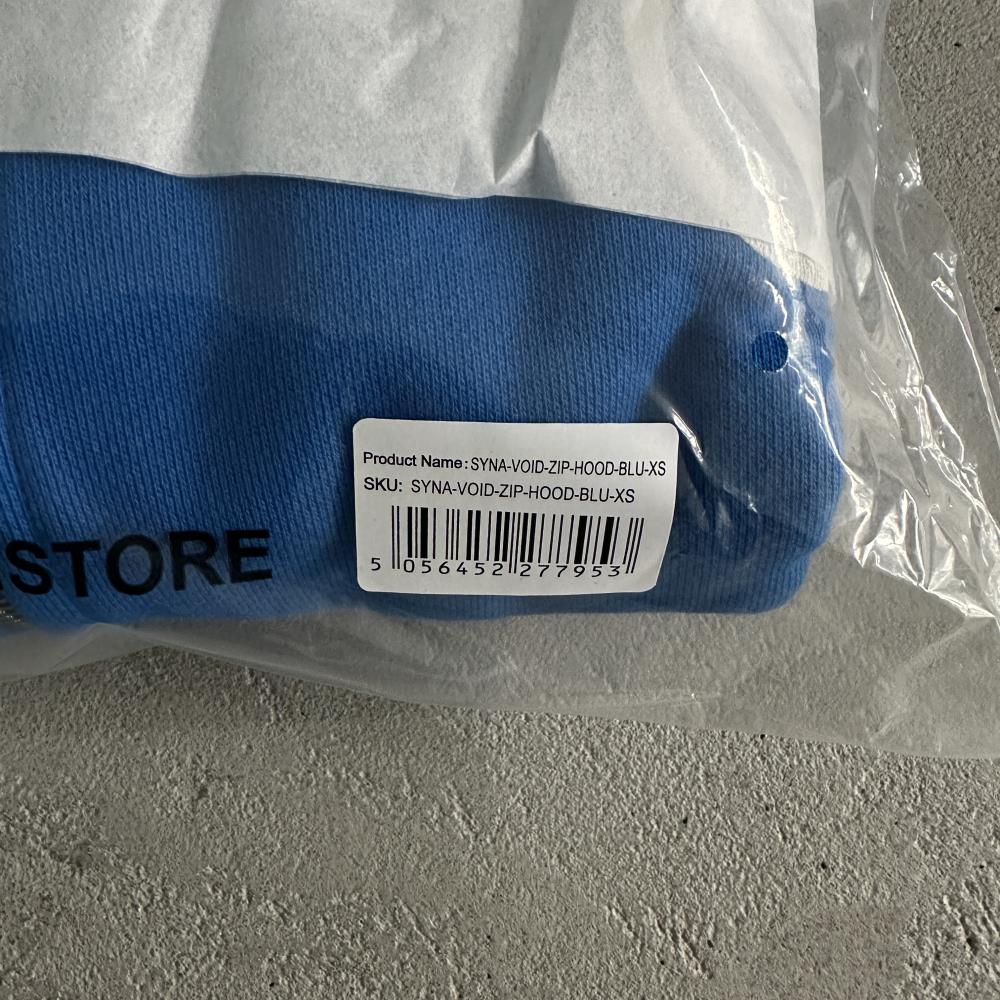 Product Name: SYNA-VOID-ZIP-HOOD-BLU-XS
SKU: SYNA-VOID-ZIP-HOOD-BLU-XS
5 056452 277953
STORE